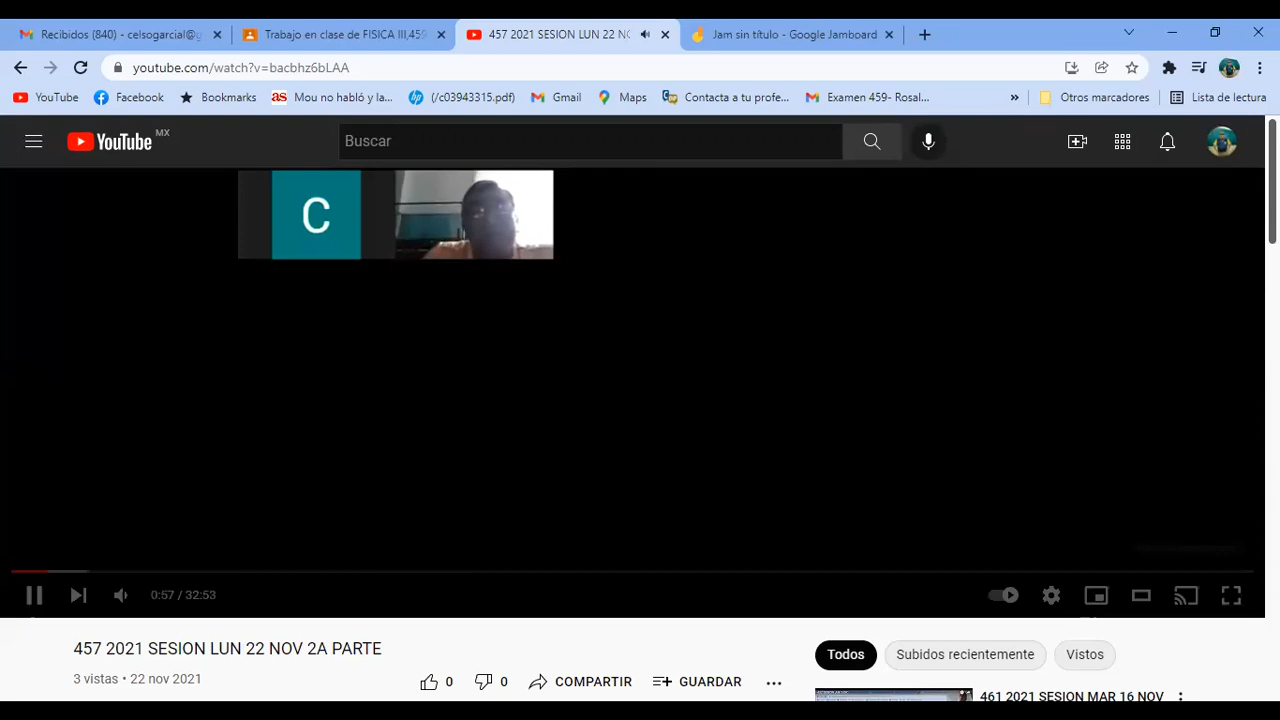 Recibidos (840) - celsogarcial@g
Trabajo en clase de FISICA III,459
457 2021 SESION LUN 22 NO
Jam sin título - Google Jamboard
youtube.com/watch?v=bacbhz6bLAA
YouTube
Facebook
Bookmarks
as Mou no habló y la...
hp (/c03943315.pdf)
Gmail
Maps
Contacta a tu profe...
Examen 459- Rosal...
»
Otros marcadores
Lista de lectura
YouTube MX
Buscar
C
0:57 / 32:53
457 2021 SESION LUN 22 NOV 2A PARTE
3 vistas • 22 nov 2021
0
0
COMPARTIR
GUARDAR
Todos
Subidos recientemente
Vistos
461 2021 SESION MAR 16 NOV